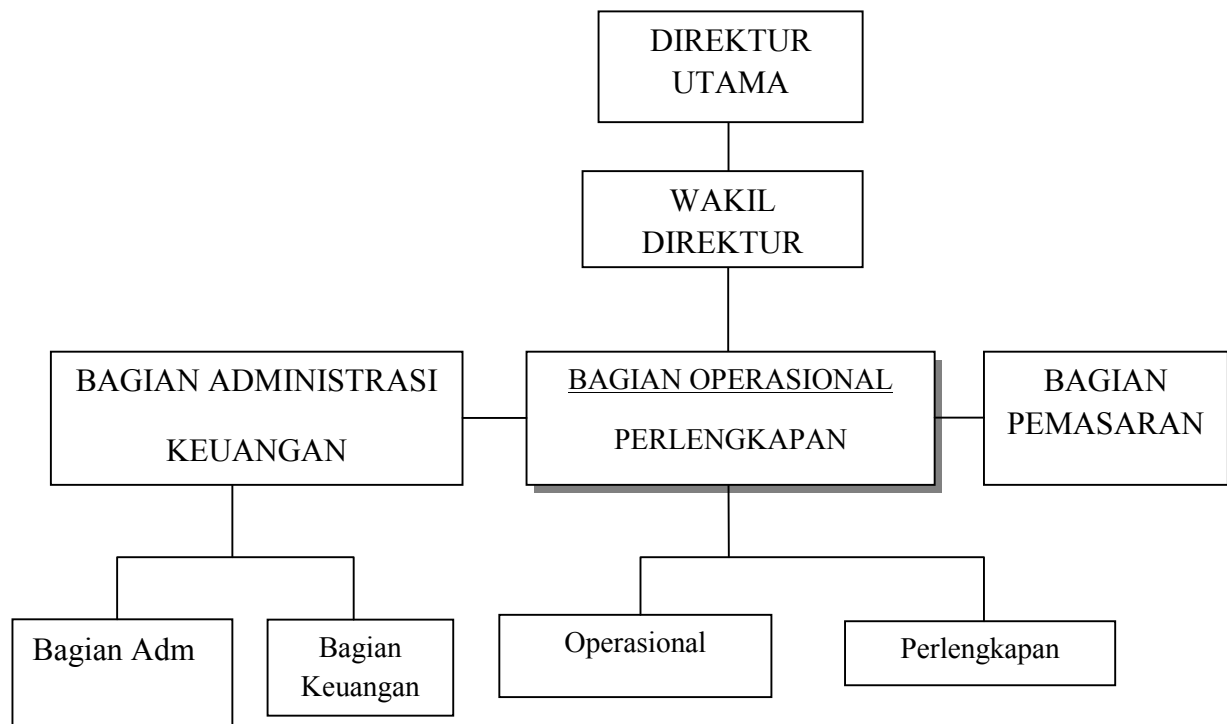 DIREKTUR
UTAMA
WAKIL
DIREKTUR
BAGIAN ADMINISTRASI
KEUANGAN
BAGIAN OPERASIONAL
PERLENGKAPAN
BAGIAN
PEMASARAN
Bagian Adm
Bagian
Keuangan
Operasional
Perlengkapan